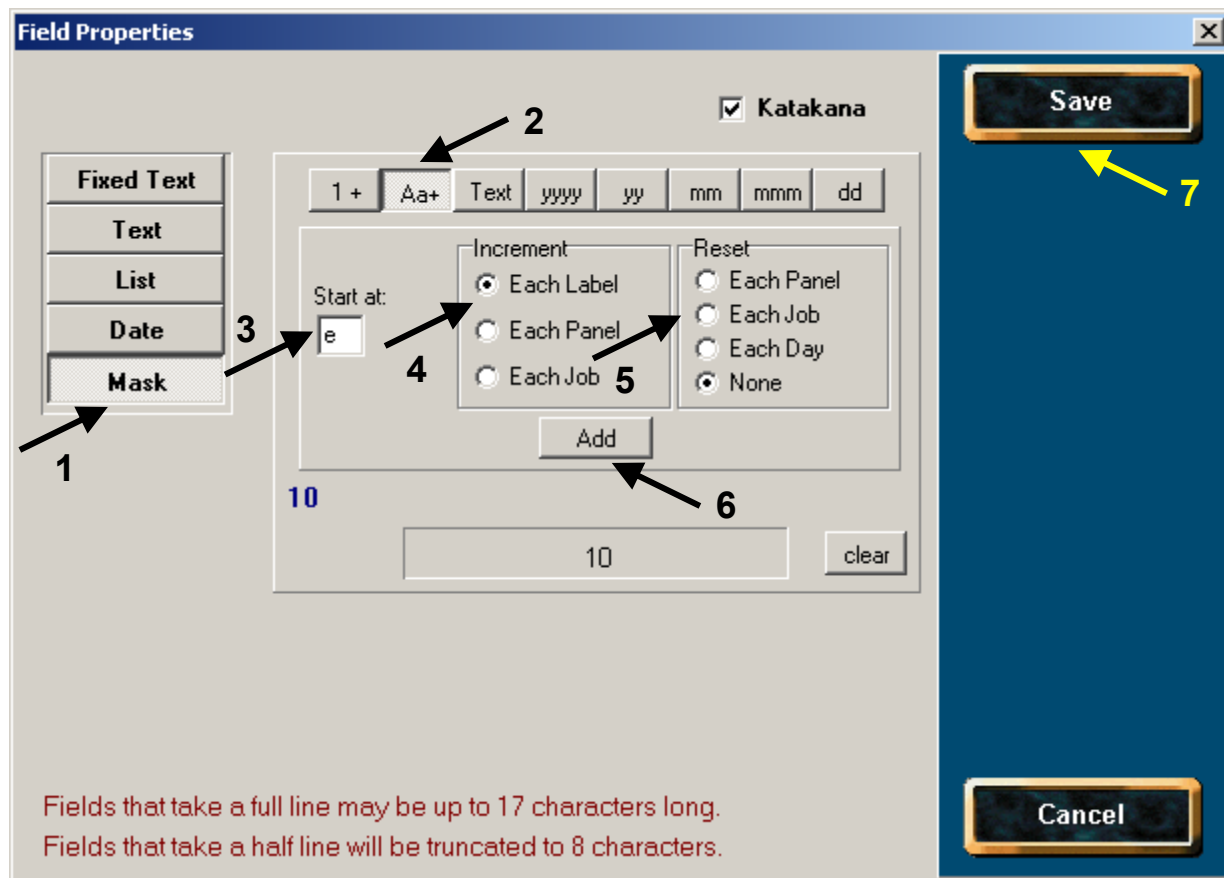 Field Properties
Save
Katakana
2
7
Fixed Text
Text
List
Date
Mask
1 + Aa+ Text yyyy yy mm mmm dd
Increment
Reset
Start at:
e
Each Label
Each Panel
Each Job
Each Panel
Each Job
Each Day
None
3
4
5
1
Add
6
10
10
clear
Fields that take a full line may be up to 17 characters long.
Fields that take a half line will be truncated to 8 characters.
Cancel